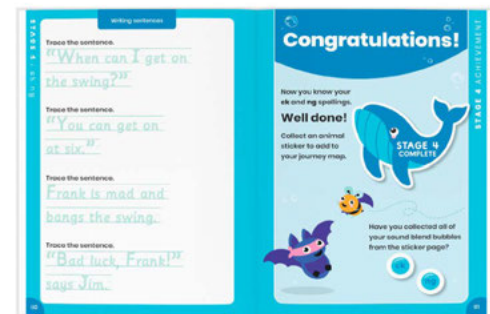 Writing sentences
STAGE 4
Trace the sentence.
"When can I get on
the swing?"
Trace the sentence.
"You can get on
at six."
Trace the sentence.
Frank is mad and
bangs the swing.
Trace the sentence.
"Bad luck, Frank!"
says Jim.
Congratulations!
Now you know your
nk and ng spellings.
Well done!
Collect an animal
sticker to add to
your journey map.
STAGE 4
COMPLETE
Have you collected all of
your sound blend bubbles
from the sticker page?
ng
STAGE 4 ACHIEVEMENT